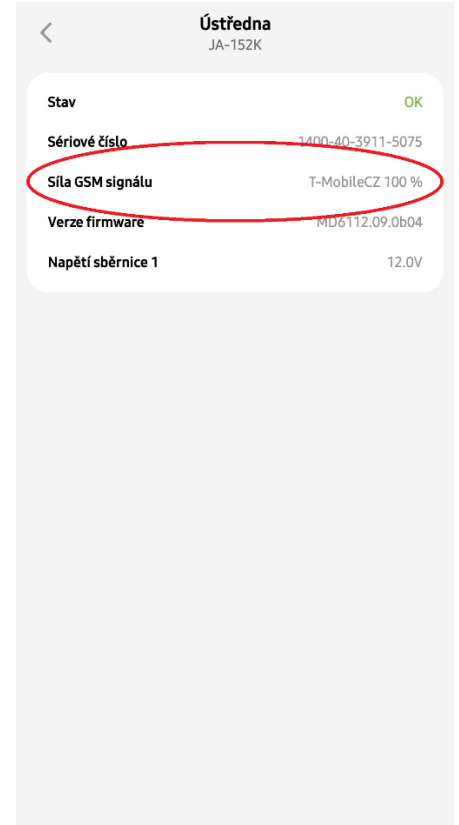 Ústředna
JA-152K
Stav OK
Sériové číslo 1400-40-3911-5075
Síla GSM signálu T-MobileCZ 100 %
Verze firmware MD6112.09.0b04
Napětí sběrnice 1 12.0V